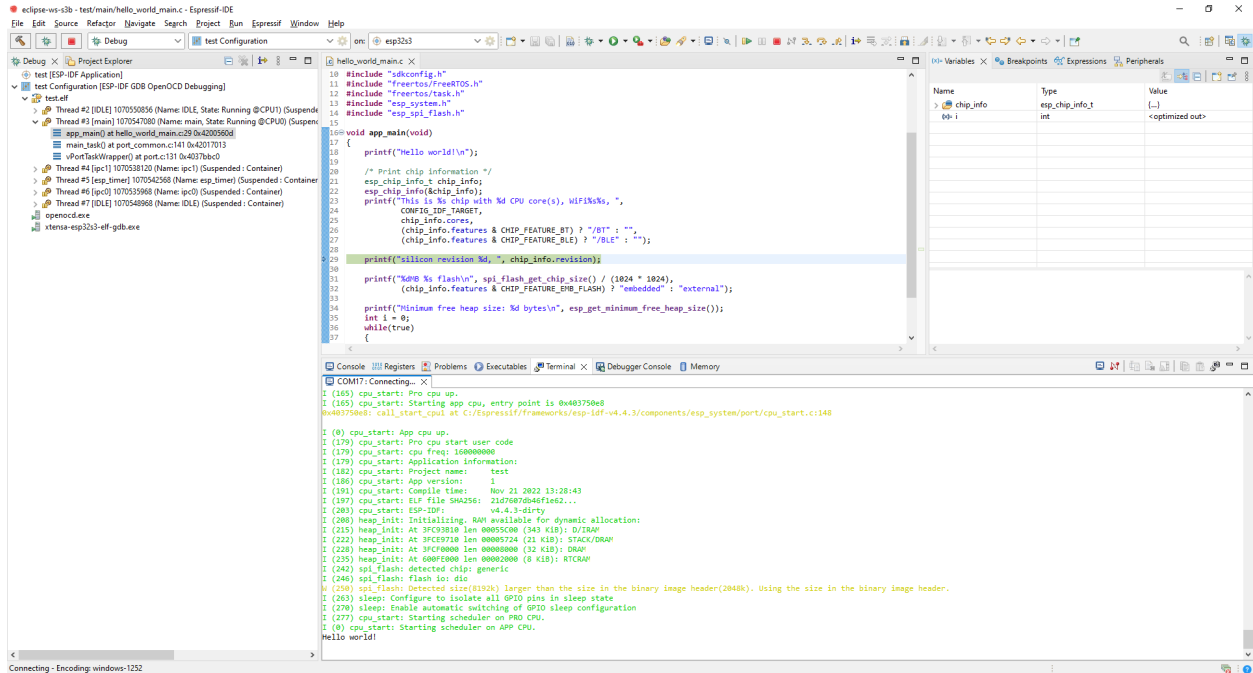 eclipse-ws-s3b - test/main/hello_world_main.c - Espressif-IDE
File Edit Source Refactor Navigate Search Project Run Espressif Window Help
Debug test Configuration on: esp32s3
Debug Project Explorer
test [ESP-IDF Application]
test Configuration [ESP-IDF GDB OpenOCD Debugging]
test.elf
Thread #2 [IDLE] 1070550856 (Name: IDLE, State: Running @CPU1) (Suspende
Thread #3 [main] 1070547080 (Name: main, State: Running @CPU0) (Suspen
app_main() at hello_world_main.c:29 0x4200560d
main_task() at port_common.c:141 0x42017013
vPortTaskWrapper() at port.c:131 0x4037bbc0
Thread #4 [ipc1] 1070538120 (Name: ipc1) (Suspended : Container)
Thread #5 [esp_timer] 1070542568 (Name: esp_timer) (Suspended : Container
Thread #6 [ipc0] 1070535968 (Name: ipc0) (Suspended : Container)
Thread #7 [IDLE] 1070548968 (Name: IDLE) (Suspended : Container)
openocd.exe
xtensa-esp32s3-elf-gdb.exe
hello_world_main.c
10 #include "sdkconfig.h"
11 #include "freertos/FreeRTOS.h"
12 #include "freertos/task.h"
13 #include "esp_system.h"
14 #include "esp_spi_flash.h"
15
16 void app_main(void)
17 {
18 printf("Hello world!\n");
19
20 /* Print chip information */
21 esp_chip_info_t chip_info;
22 esp_chip_info(&chip_info);
23 printf("This is %s chip with %d CPU core(s), WiFi%s%s, ",
24 CONFIG_IDF_TARGET,
25 chip_info.cores,
26 (chip_info.features & CHIP_FEATURE_BT) ? "/BT" : "",
27 (chip_info.features & CHIP_FEATURE_BLE) ? "/BLE" : "");
28
29 printf("silicon revision %d, ", chip_info.revision);
30
31 printf("%dMB %s flash\n", spi_flash_get_chip_size() / (1024 * 1024),
32 (chip_info.features & CHIP_FEATURE_EMB_FLASH) ? "embedded" : "external");
33
34 printf("Minimum free heap size: %d bytes\n", esp_get_minimum_free_heap_size());
35 int i = 0;
36 while(true)
37 {
Variables Breakpoints Expressions Peripherals
Name Type Value
chip_info esp_chip_info_t {...}
i int <optimized out>
Console Registers Problems Executables Terminal Debugger Console Memory
COM17: Connecting...
I (165) cpu_start: Pro cpu up.
I (165) cpu_start: Starting app cpu, entry point is 0x403750e8
0x403750e8: call_start_cpu1 at C:/Espressif/frameworks/esp-idf-v4.4.3/components/esp_system/port/cpu_start.c:148
I (0) cpu_start: App cpu up.
I (179) cpu_start: Pro cpu start user code
I (179) cpu_start: cpu freq: 160000000
I (179) cpu_start: Application information:
I (182) cpu_start: Project name: test
I (186) cpu_start: App version: 1
I (191) cpu_start: Compile time: Nov 21 2022 13:28:43
I (197) cpu_start: ELF file SHA256: 21d7607db46f1e62...
I (203) cpu_start: ESP-IDF: v4.4.3-dirty
I (208) heap_init: Initializing. RAM available for dynamic allocation:
I (215) heap_init: At 3FC93B10 len 00055C00 (343 KiB): D/IRAM
I (222) heap_init: At 3FCE9710 len 00005724 (21 KiB): STACK/DRAM
I (228) heap_init: At 3FCF0000 len 00008000 (32 KiB): DRAM
I (235) heap_init: At 600FE000 len 00002000 (8 KiB): RTCRAM
I (242) spi_flash: detected chip: generic
I (246) spi_flash: flash io: dio
W (250) spi_flash: Detected size(8192k) larger than the size in the binary image header(2048k). Using the size in the binary image header.
I (263) sleep: Configure to isolate all GPIO pins in sleep state
I (270) sleep: Enable automatic switching of GPIO sleep configuration
I (277) cpu_start: Starting scheduler on PRO CPU.
I (0) cpu_start: Starting scheduler on APP CPU.
Hello world!
Connecting - Encoding: windows-1252